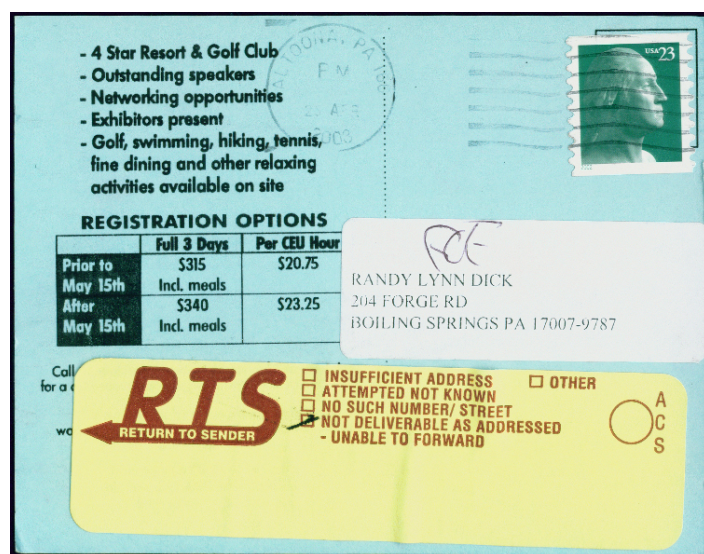 - 4 Star Resort & Golf Club
- Outstanding speakers
- Networking opportunities
- Exhibitors present
- Golf, swimming, hiking, tennis,
fine dining and other relaxing
activities available on site
ALTOONA, PA
PM
2003
USA 23
REGISTRATION OPTIONS
Full 3 Days Per CEU Hour
Prior to May 15th $315 Incl. meals $20.75
After May 15th $340 Incl. meals $23.25
RANDY LYNN DICK
204 FORGE RD
BOILING SPRINGS PA 17007-9787
Call
for a
RTS
RETURN TO SENDER
INSUFFICIENT ADDRESS
OTHER
ATTEMPTED NOT KNOWN
NO SUCH NUMBER/ STREET
NOT DELIVERABLE AS ADDRESSED
- UNABLE TO FORWARD
A
C
S